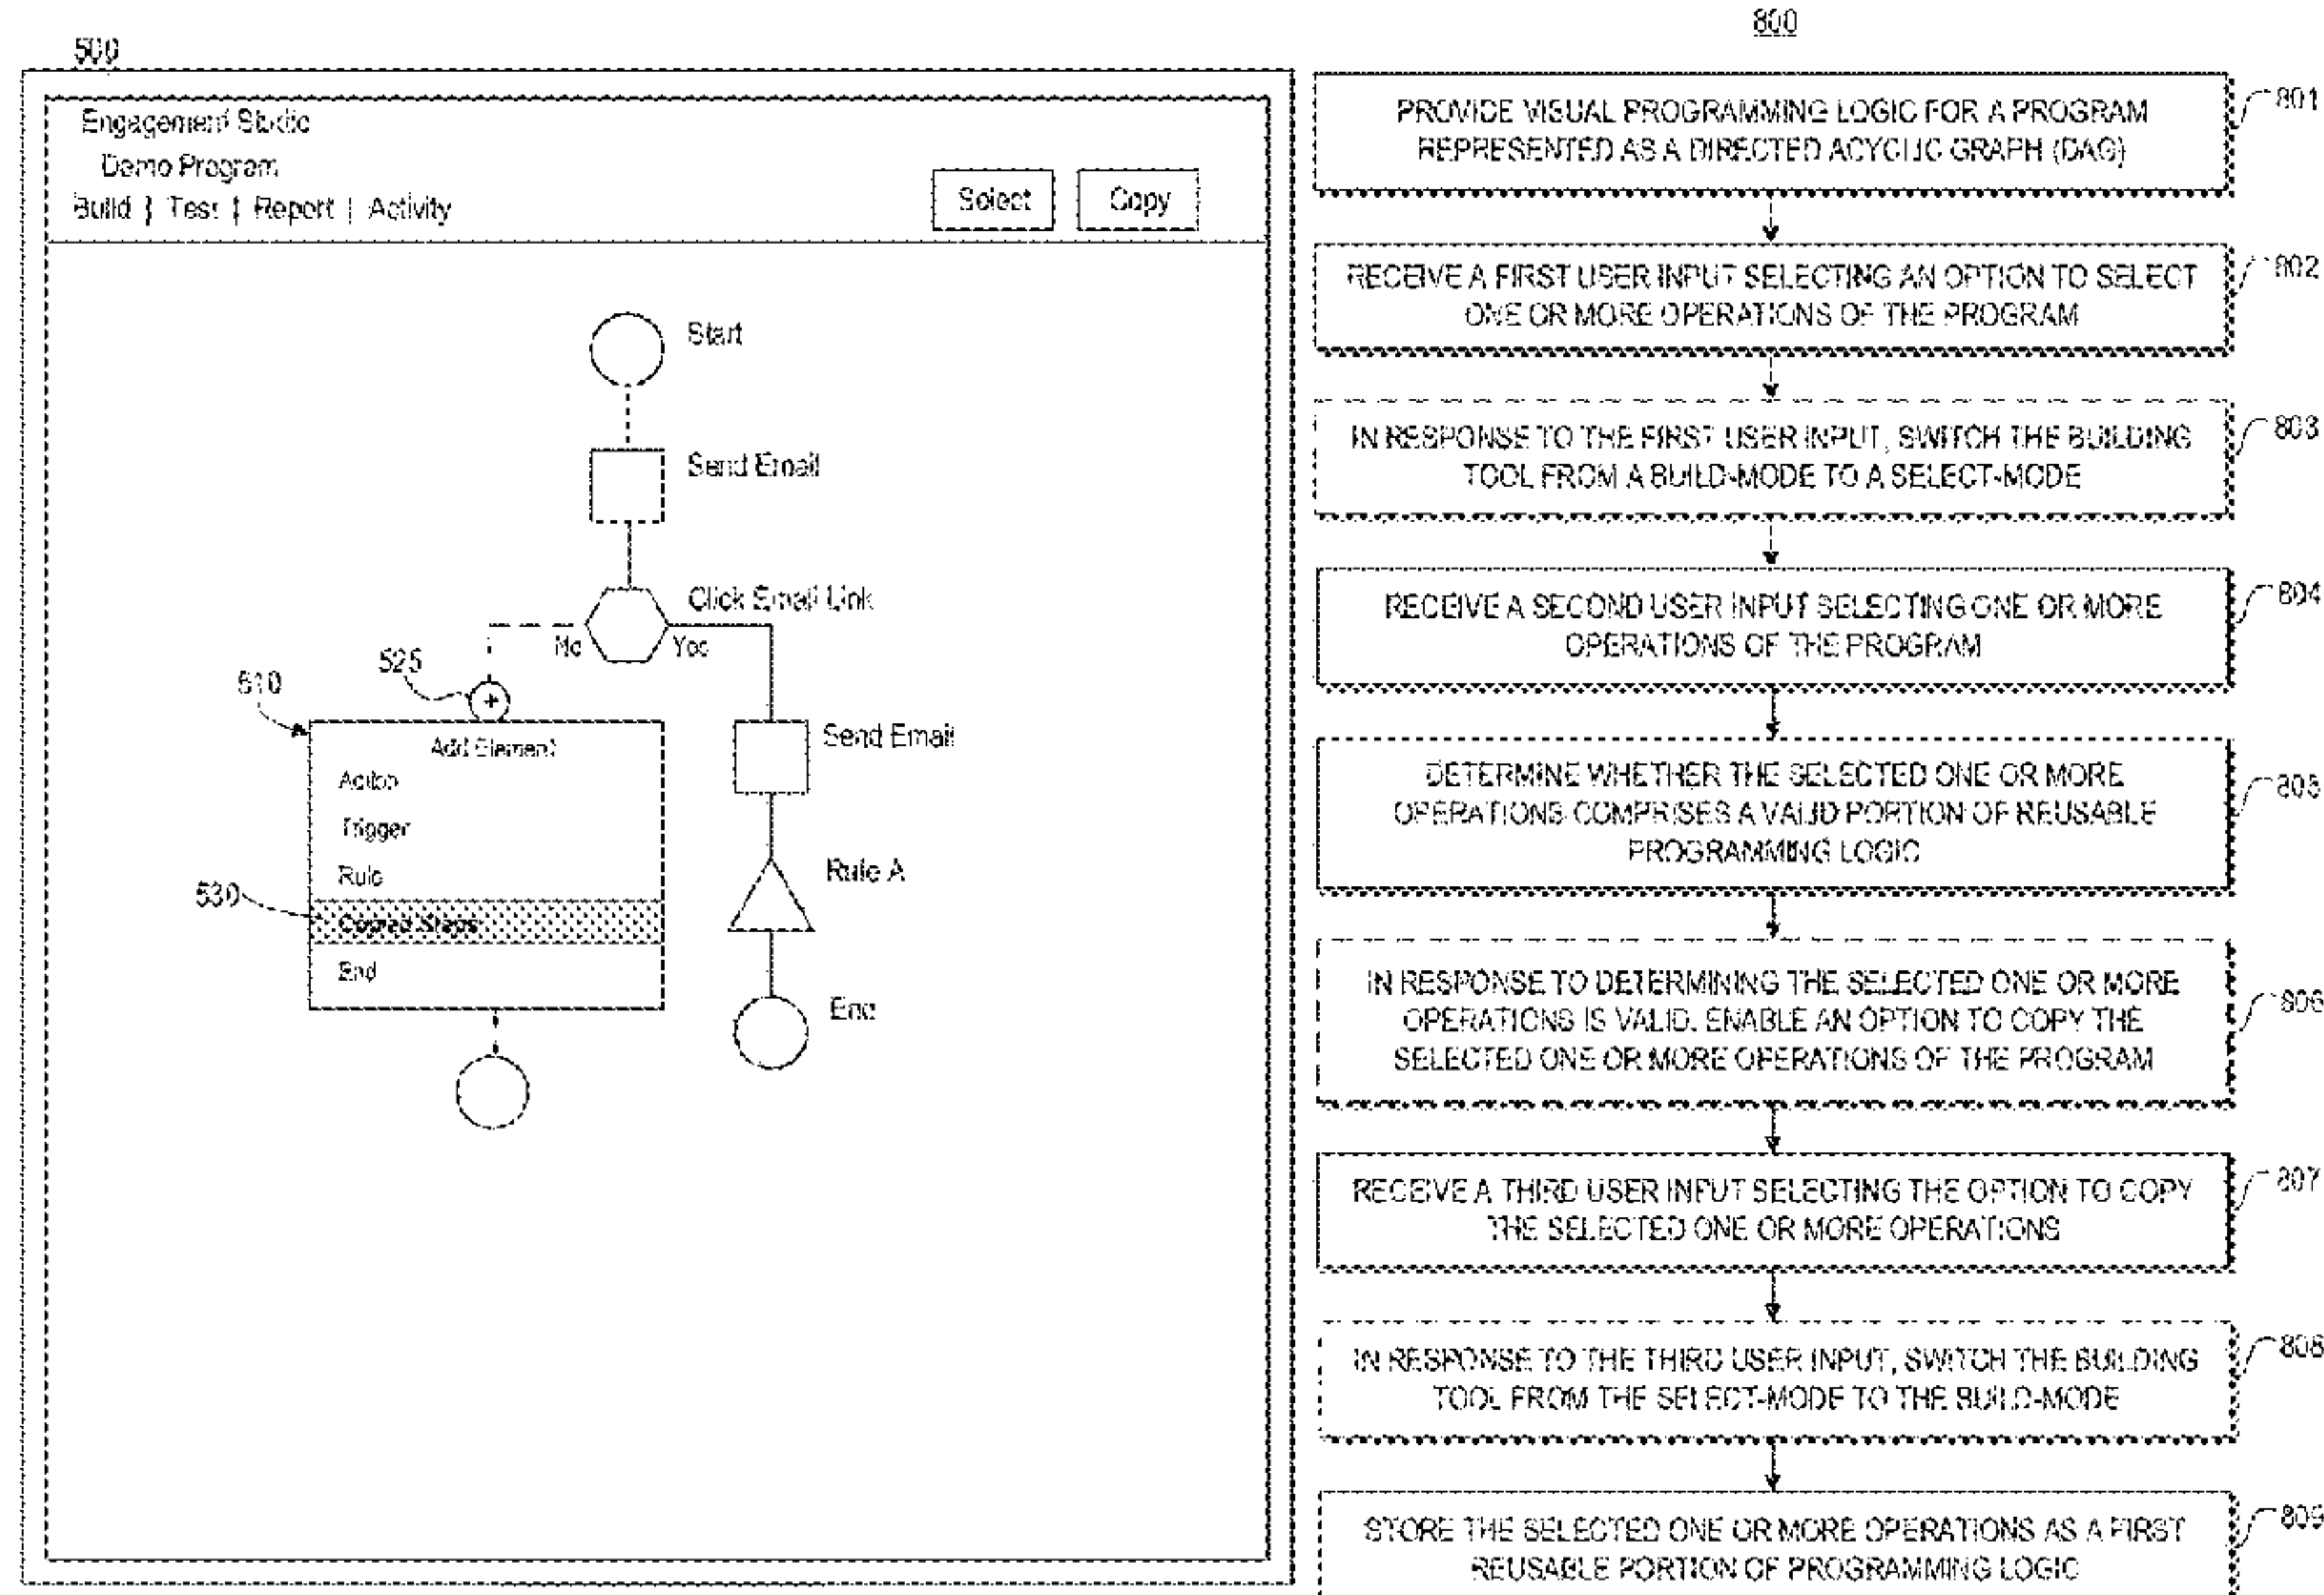 500
Engagement Studio
Demo Program
Build | Test | Report | Activity
Select
Copy
Start
Send Email
Click Email Link
No
Yes
525
510
+
Add Element
Action
Trigger
Rule
530
Copied Steps
End
Send Email
Rule A
End
800
PROVIDE VISUAL PROGRAMMING LOGIC FOR A PROGRAM
REPRESENTED AS A DIRECTED ACYCLIC GRAPH (DAG)
801
RECEIVE A FIRST USER INPUT SELECTING AN OPTION TO SELECT
ONE OR MORE OPERATIONS OF THE PROGRAM
802
IN RESPONSE TO THE FIRST USER INPUT, SWITCH THE BUILDING
TOOL FROM A BUILD-MODE TO A SELECT-MODE
803
RECEIVE A SECOND USER INPUT SELECTING ONE OR MORE
OPERATIONS OF THE PROGRAM
804
DETERMINE WHETHER THE SELECTED ONE OR MORE
OPERATIONS COMPRISES A VALID PORTION OF REUSABLE
PROGRAMMING LOGIC
805
IN RESPONSE TO DETERMINING THE SELECTED ONE OR MORE
OPERATIONS IS VALID, ENABLE AN OPTION TO COPY THE
SELECTED ONE OR MORE OPERATIONS OF THE PROGRAM
806
RECEIVE A THIRD USER INPUT SELECTING THE OPTION TO COPY
THE SELECTED ONE OR MORE OPERATIONS
807
IN RESPONSE TO THE THIRD USER INPUT, SWITCH THE BUILDING
TOOL FROM THE SELECT-MODE TO THE BUILD-MODE
808
STORE THE SELECTED ONE OR MORE OPERATIONS AS A FIRST
REUSABLE PORTION OF PROGRAMMING LOGIC
809